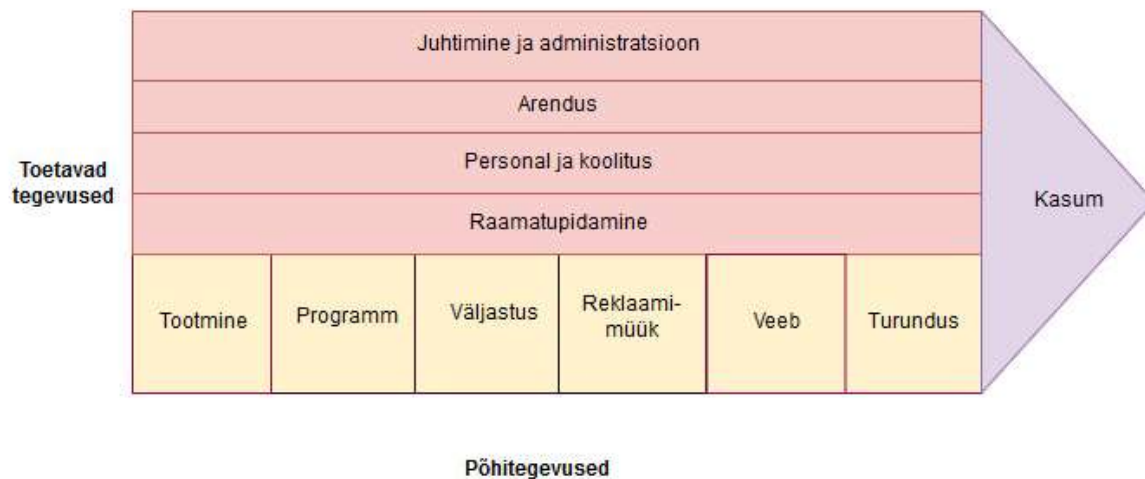 Juhtimine ja administratsioon
Arendus
Personal ja koolitus
Raamatupidamine
Toetavad
tegevused
Kasum
Tootmine
Programm
Väljastus
Reklaami-
müük
Veeb
Turundus
Põhitegevused